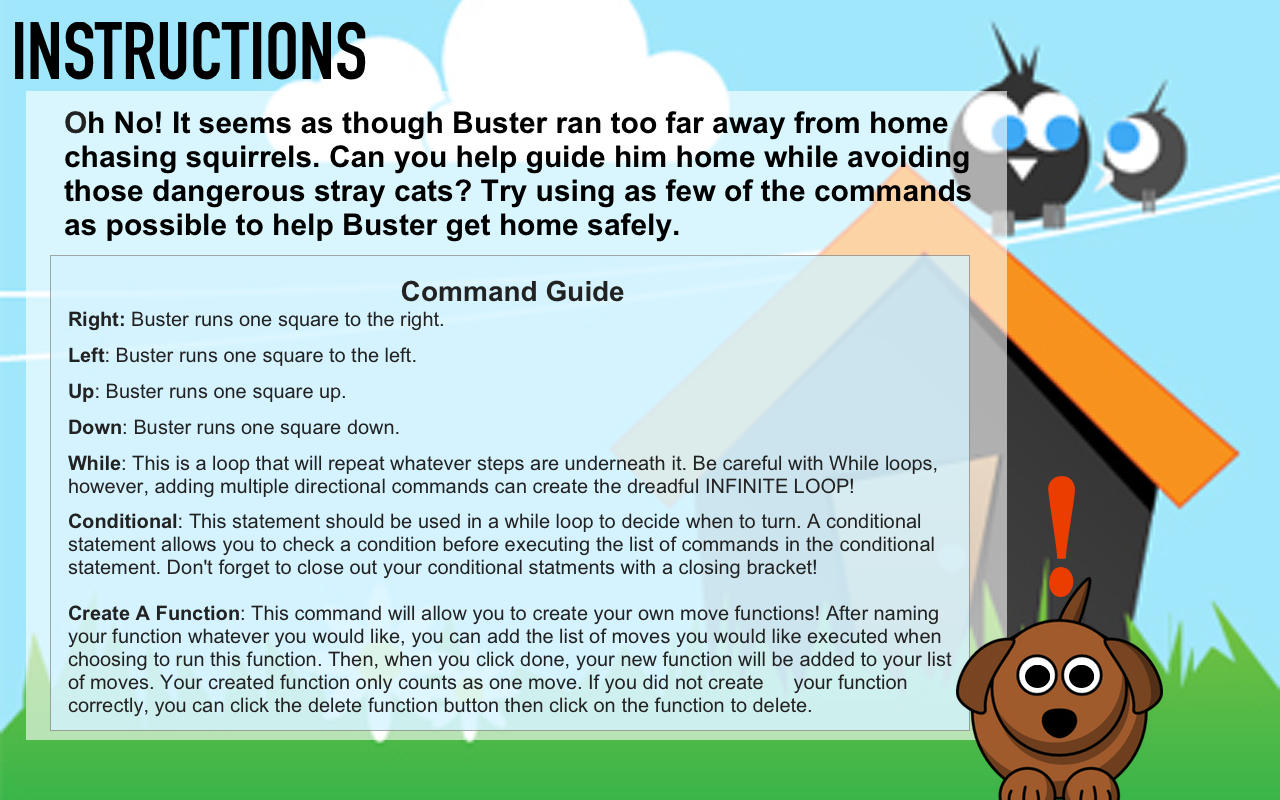 INSTRUCTIONS
Oh No! It seems as though Buster ran too far away from home
chasing squirrels. Can you help guide him home while avoiding
those dangerous stray cats? Try using as few of the commands
as possible to help Buster get home safely.
Command Guide
Right: Buster runs one square to the right.
Left: Buster runs one square to the left.
Up: Buster runs one square up.
Down: Buster runs one square down.
While: This is a loop that will repeat whatever steps are underneath it. Be careful with While loops,
however, adding multiple directional commands can create the dreadful INFINITE LOOP!
Conditional: This statement should be used in a while loop to decide when to turn. A conditional
statement allows you to check a condition before executing the list of commands in the conditional
statement. Don't forget to close out your conditional statments with a closing bracket!
Create A Function: This command will allow you to create your own move functions! After naming
your function whatever you would like, you can add the list of moves you would like executed when
choosing to run this function. Then, when you click done, your new function will be added to your list
of moves. Your created function only counts as one move. If you did not create your function
correctly, you can click the delete function button then click on the function to delete.
!